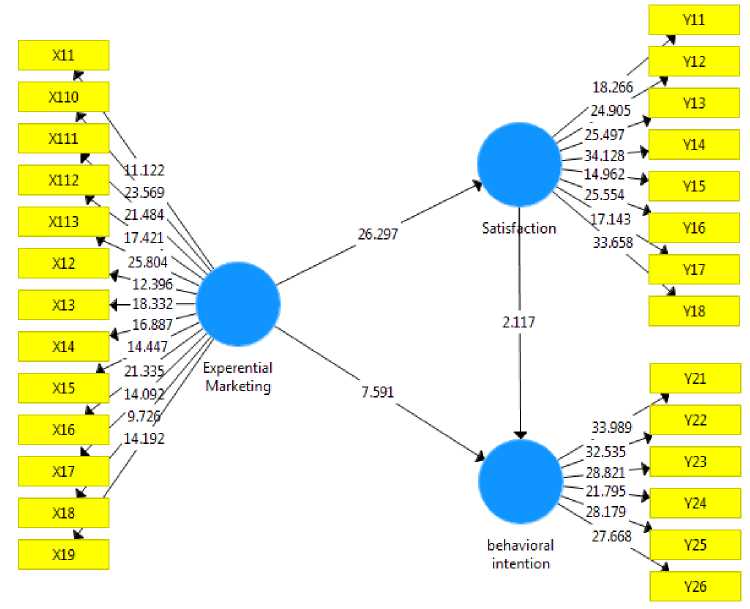 X11
X110
X111
X112
X113
X12
X13
X14
X15
X16
X17
X18
X19
11.122
23.569
21.484
17.421
25.804
12.396
18.332
16.887
14.447
21.335
14.092
9.726
14.192
Experential
Marketing
26.297
7.591
Satisfaction
2.117
behavioral
intention
18.266
24.905
25.497
34.128
14.962
25.554
17.143
33.658
Y11
Y12
Y13
Y14
Y15
Y16
Y17
Y18
33.989
32.535
28.821
21.795
28.179
27.668
Y21
Y22
Y23
Y24
Y25
Y26